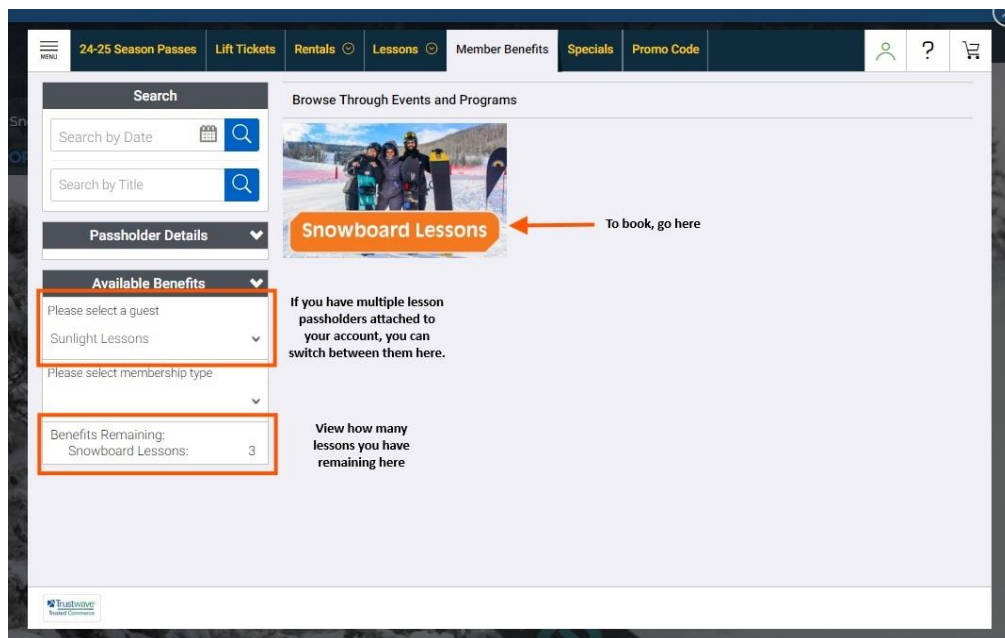 MENU
24-25 Season Passes
Lift Tickets
Rentals
Lessons
Member Benefits
Specials
Promo Code
?
Search
Search by Date
Search by Title
Passholder Details
Available Benefits
Please select a guest
Sunlight Lessons
Please select membership type
Benefits Remaining:
Snowboard Lessons: 3
Browse Through Events and Programs
Snowboard Lessons
To book, go here
If you have multiple lesson
passholders attached to
your account, you can
switch between them here.
View how many
lessons you have
remaining here
Trustwave
Trusted Commerce